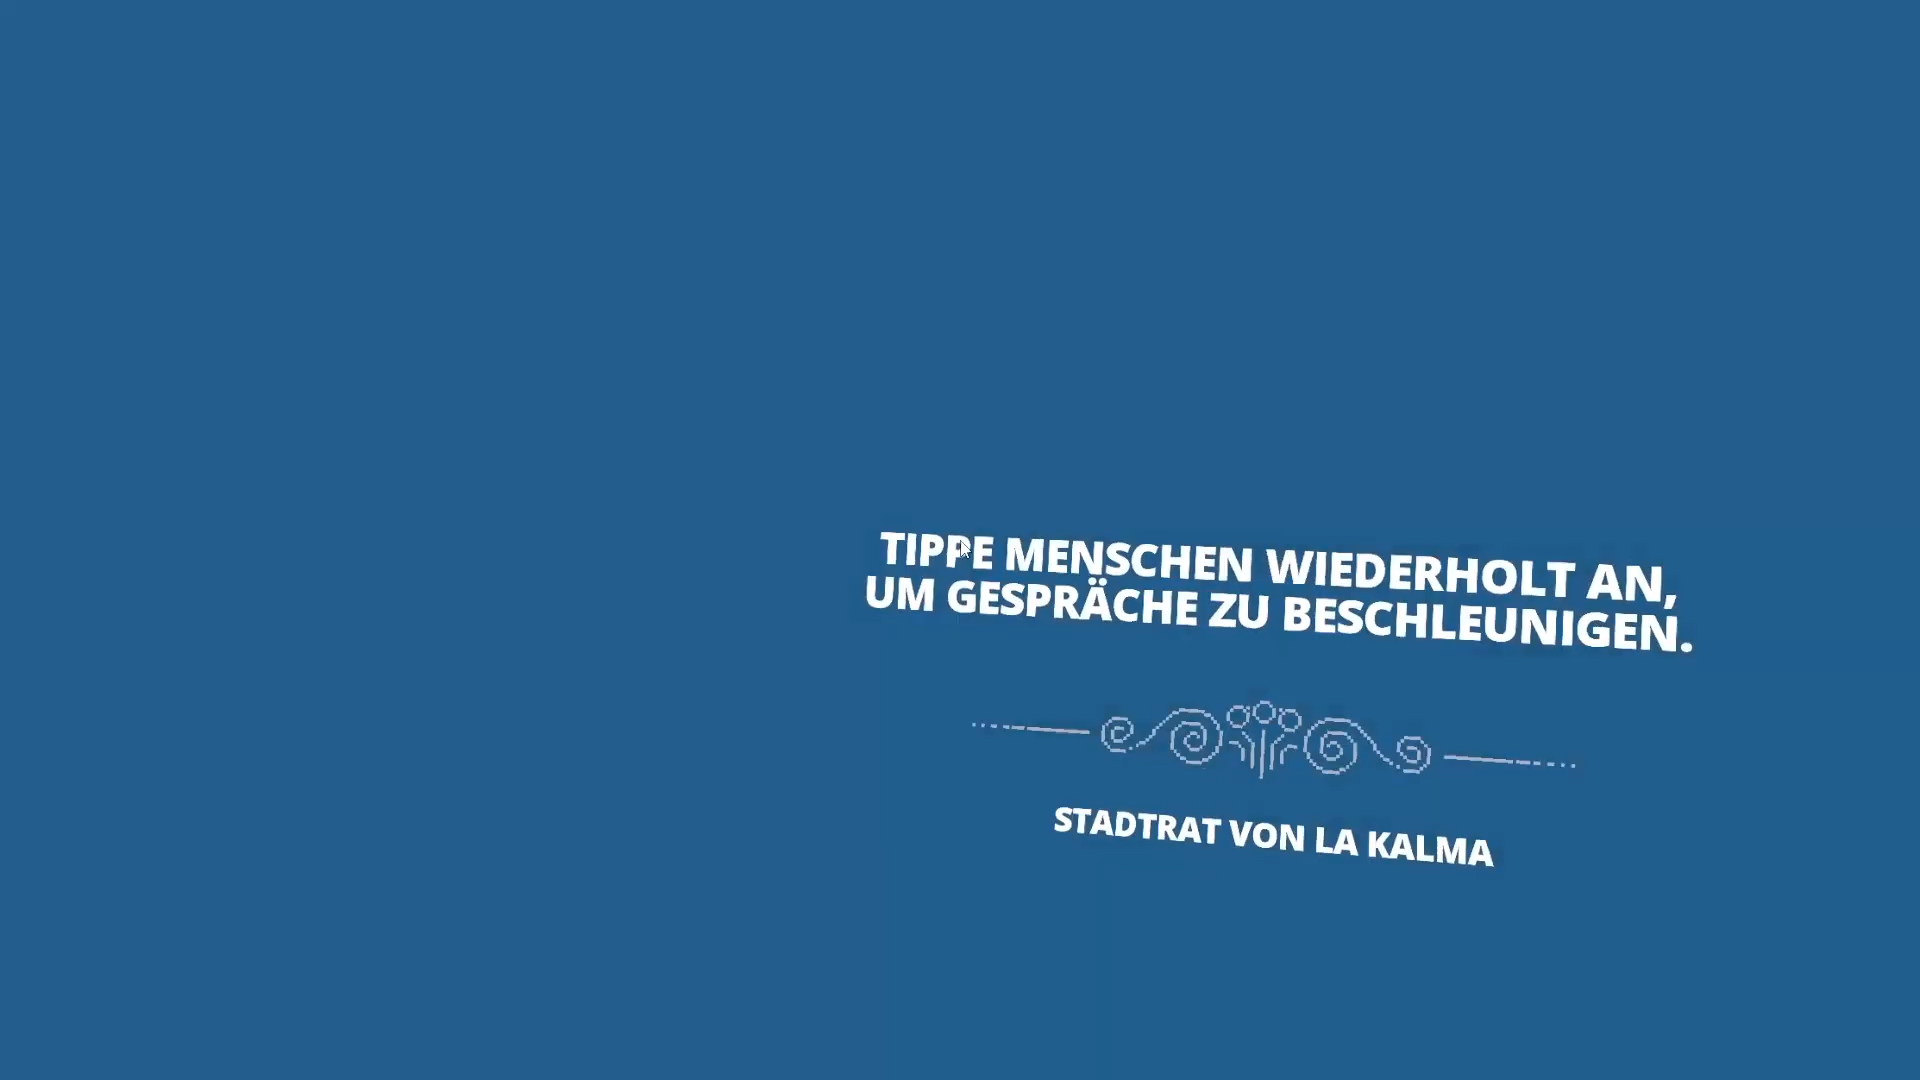 TIPPE MENSCHEN WIEDERHOLT AN,
UM GESPRÄCHE ZU BESCHLEUNIGEN.
STADTRAT VON LA KALMA